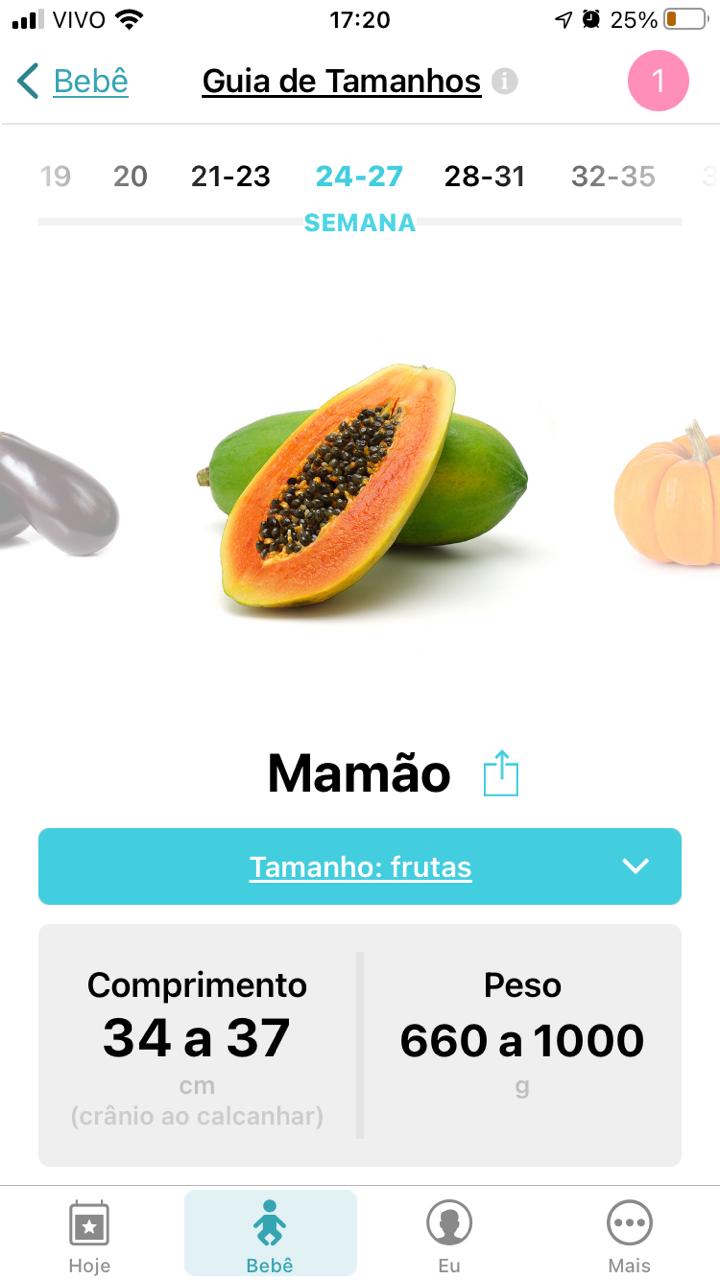 VIVO 17:20 25%
Bebê Guia de Tamanhos i 1
19 20 21-23 24-27 28-31 32-35 3
SEMANA
Mamão
Tamanho: frutas
Comprimento Peso
34 a 37 660 a 1000
cm g
(crânio ao calcanhar)
Hoje Bebê Eu Mais